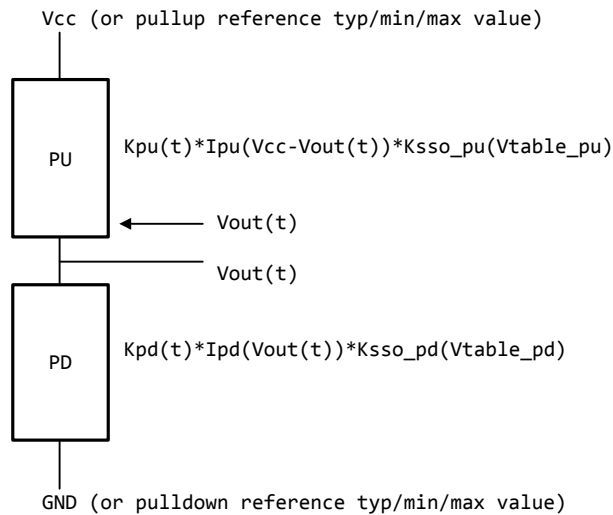 Vcc (or pullup reference typ/min/max value)
PU
Kpu(t)*Ipu(Vcc-Vout(t))*Ksso_pu(Vtable_pu)
Vout(t)
Vout(t)
PD
Kpd(t)*Ipd(Vout(t))*Ksso_pd(Vtable_pd)
GND (or pulldown reference typ/min/max value)